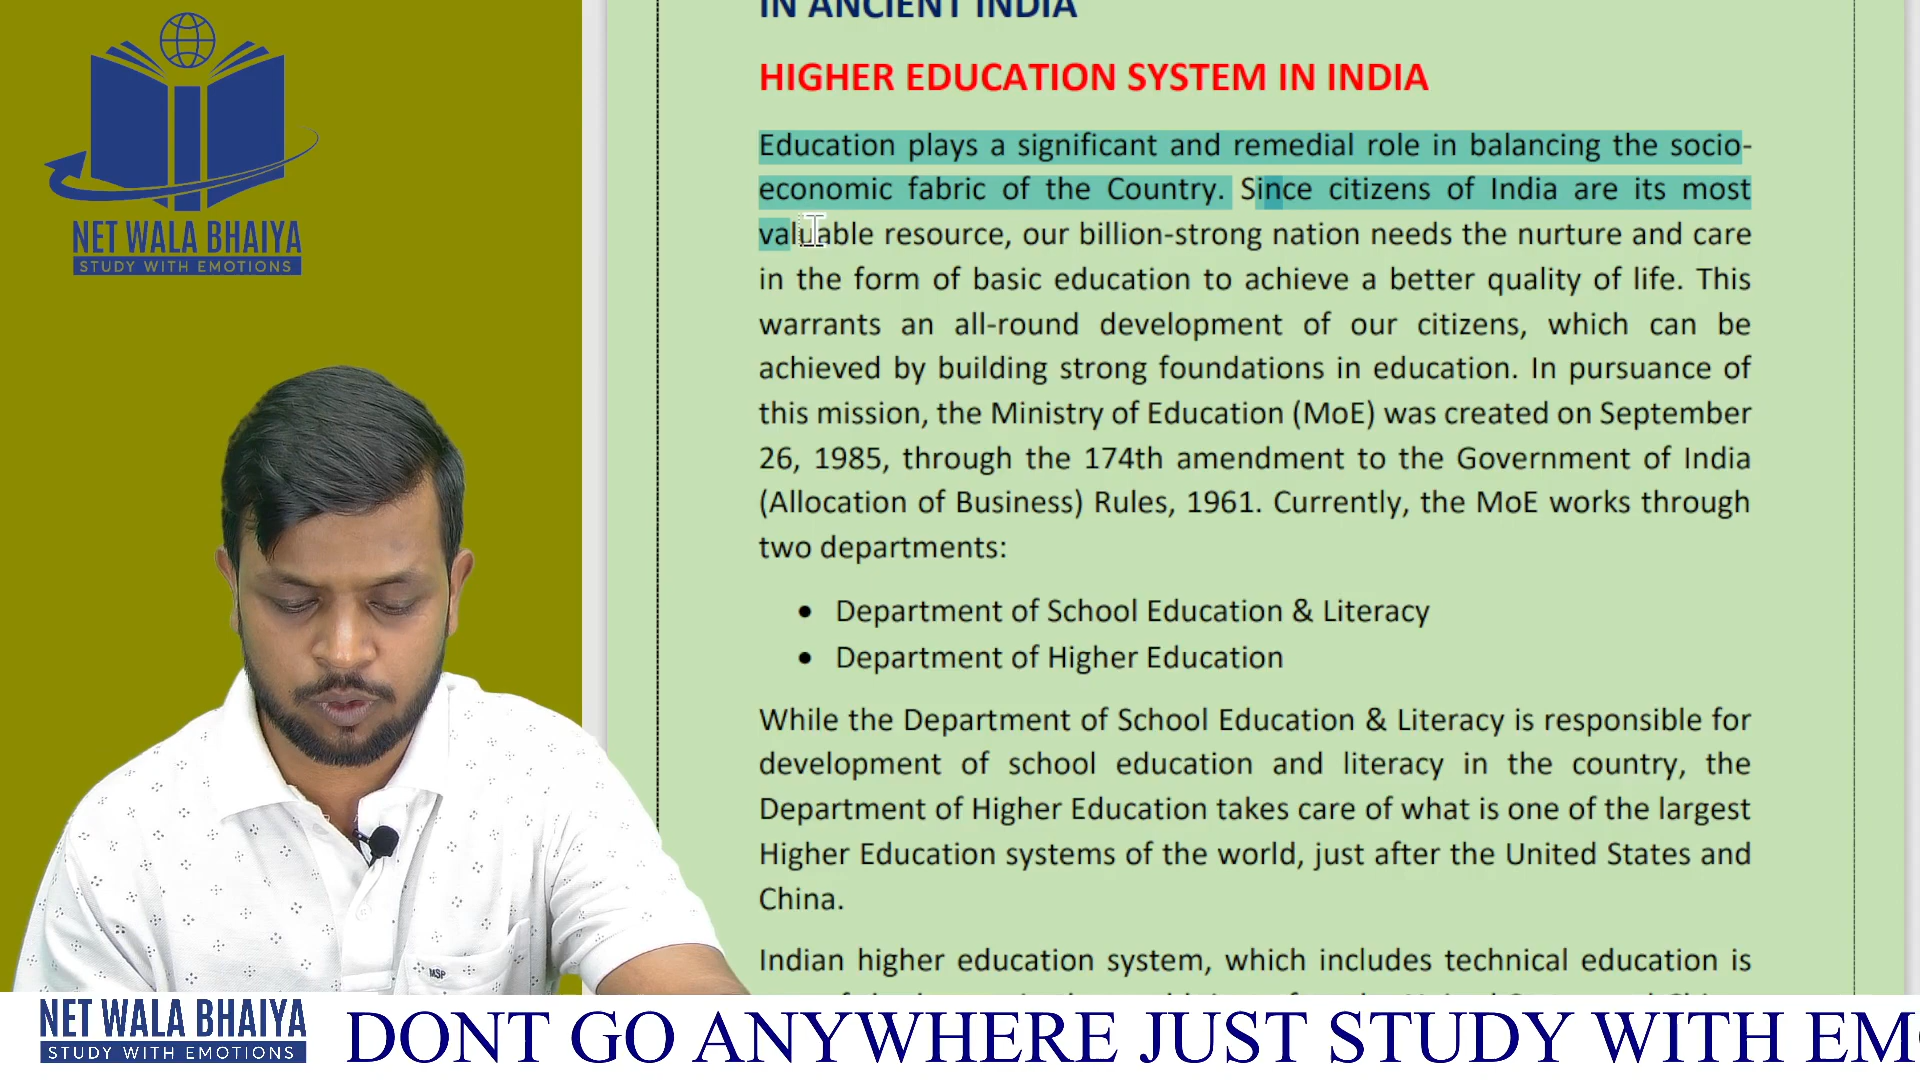 IN ANCIENT INDIA
HIGHER EDUCATION SYSTEM IN INDIA
Education plays a significant and remedial role in balancing the socio-
economic fabric of the Country. Since citizens of India are its most
valuable resource, our billion-strong nation needs the nurture and care
in the form of basic education to achieve a better quality of life. This
warrants an all-round development of our citizens, which can be
achieved by building strong foundations in education. In pursuance of
this mission, the Ministry of Education (MoE) was created on September
26, 1985, through the 174th amendment to the Government of India
(Allocation of Business) Rules, 1961. Currently, the MoE works through
two departments:
• Department of School Education & Literacy
• Department of Higher Education
While the Department of School Education & Literacy is responsible for
development of school education and literacy in the country, the
Department of Higher Education takes care of what is one of the largest
Higher Education systems of the world, just after the United States and
China.
Indian higher education system, which includes technical education is
NET WALA BHAIYA
STUDY WITH EMOTIONS
MSP
NET WALA BHAIYA
STUDY WITH EMOTIONS
DONT GO ANYWHERE JUST STUDY WITH EM